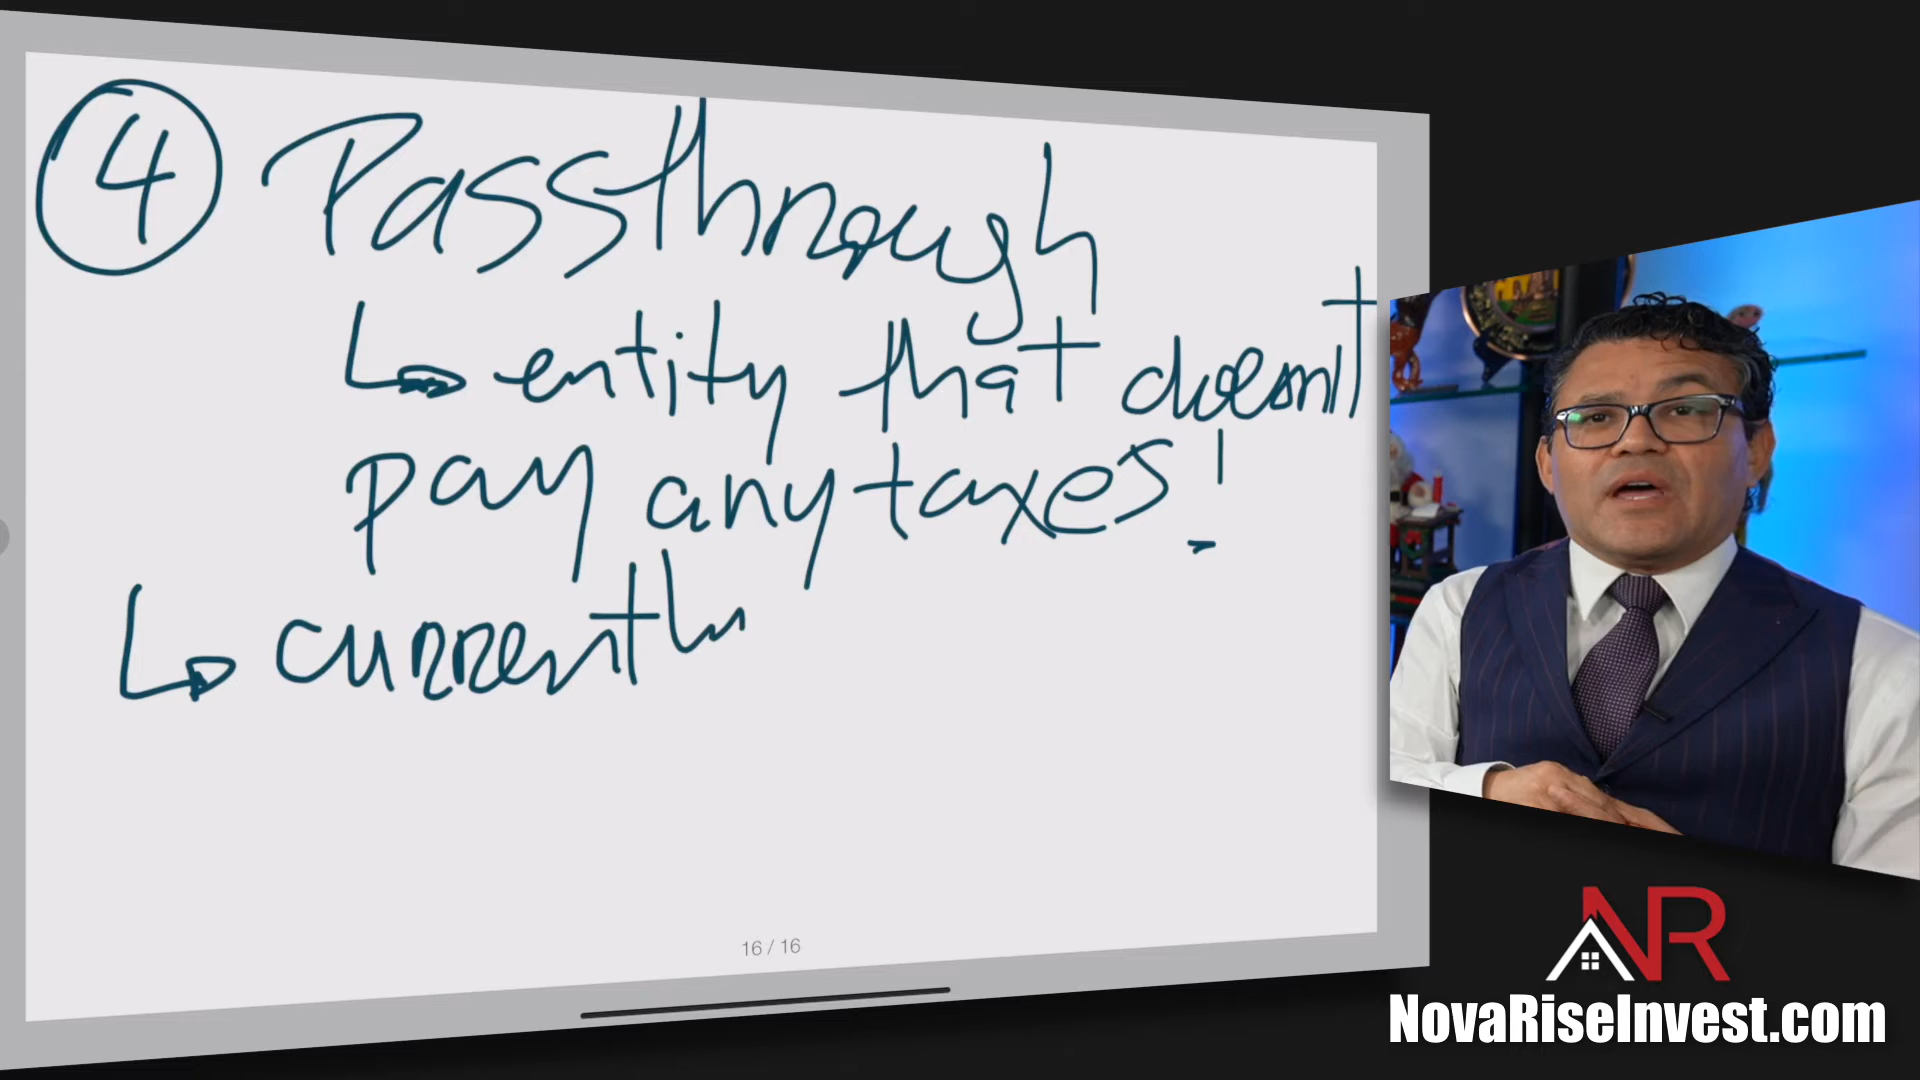 4 Passthrough
entity that doesn't
pay any taxes!
currently
16 / 16
NR
NovaRiseInvest.com